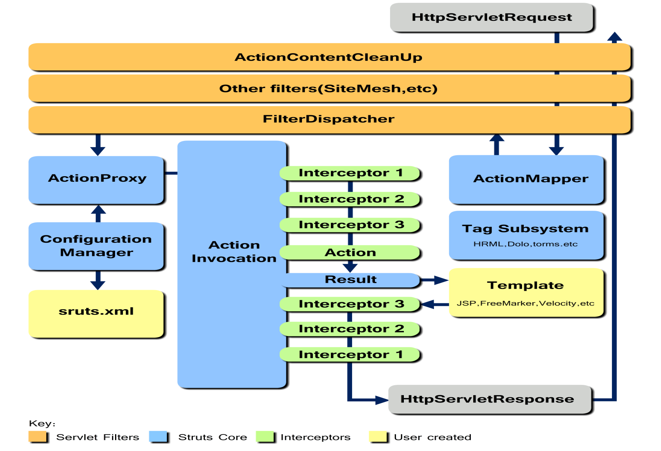 HttpServletRequest
ActionContentCleanUp
Other filters(SiteMesh,etc)
FilterDispatcher
ActionProxy
Configuration
Manager
sruts.xml
Action
Invocation
Interceptor 1
Interceptor 2
Interceptor 3
Action
Result
Interceptor 3
Interceptor 2
Interceptor 1
ActionMapper
Tag Subsystem
HRML,Dolo,torms.etc
Template
JSP,FreeMarker,Velocity,etc
HttpServletResponse
Key:
Servlet Filters
Struts Core
Interceptors
User created